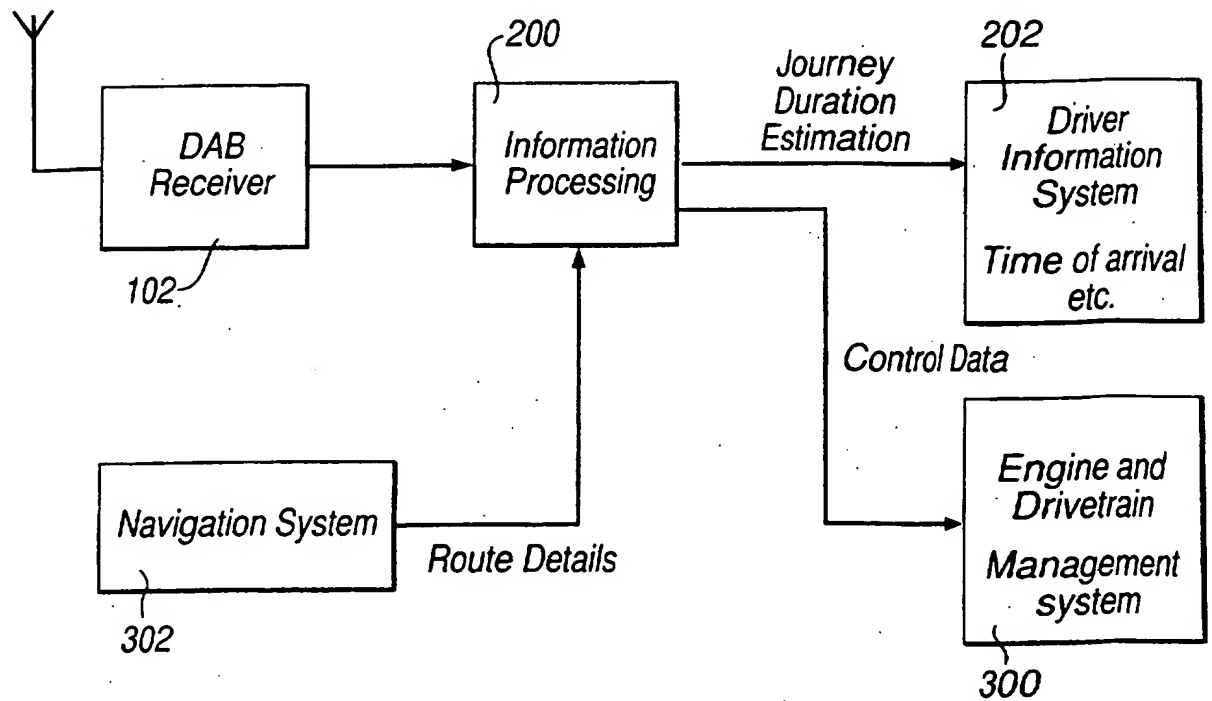 200
202
DAB
Receiver
102
Information
Processing
Journey
Duration
Estimation
Driver
Information
System
Time of arrival
etc.
Control Data
Navigation System
302
Route Details
Engine and
Drivetrain
Management
system
300